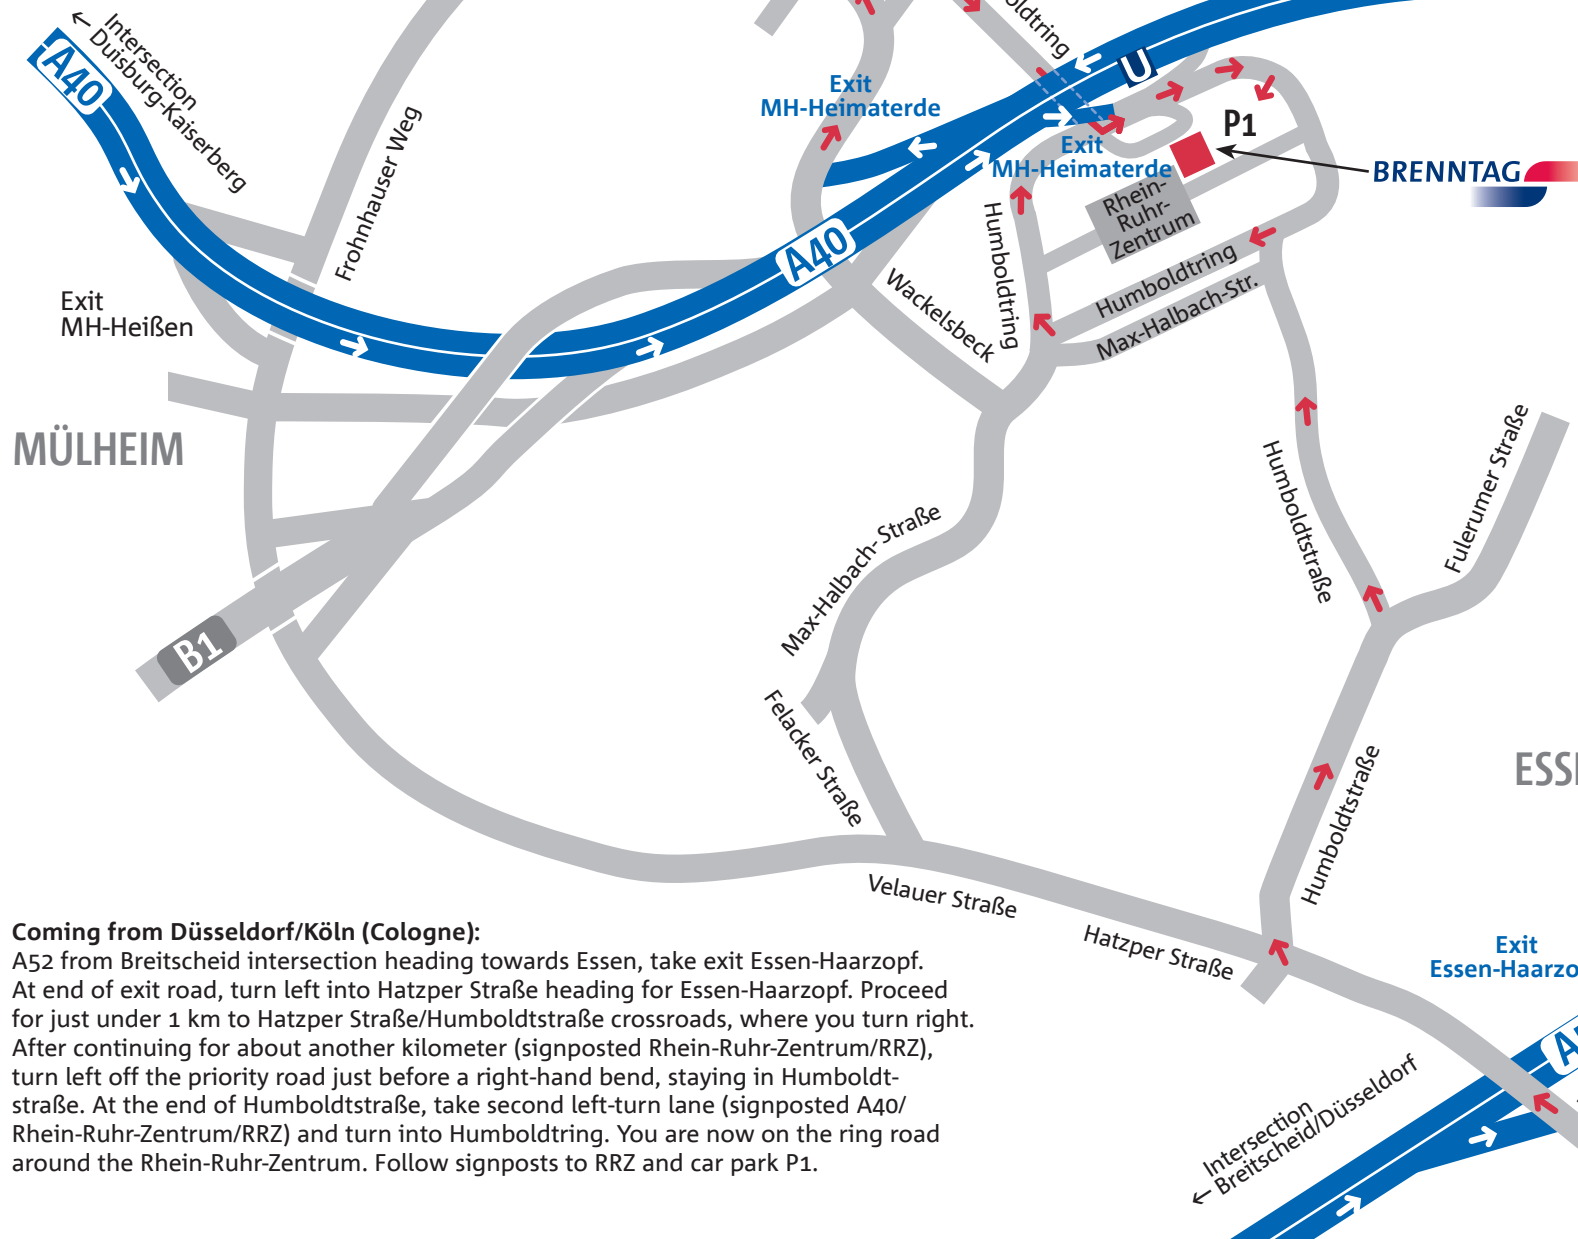 Intersection
Duisburg-Kaiserberg
A40
Frohnhauser Weg
Exit
MH-Heimaterde
U
P1
Exit
MH-Heimaterde
BRENNTAG
Rhein-
Ruhr-
Zentrum
Humboldtring
A40
Wackelsbeck
Humboldtring
Max-Halbach-Str.
Exit
MH-Heißen
MÜLHEIM
Fulerumer Straße
Humboldtstraße
Max-Halbach-Straße
B1
Felacker Straße
Humboldtstraße
Velauer Straße
Hatzper Straße
Coming from Düsseldorf/Köln (Cologne):
A52 from Breitscheid intersection heading towards Essen, take exit Essen-Haarzopf.
At end of exit road, turn left into Hatzper Straße heading for Essen-Haarzopf. Proceed
for just under 1 km to Hatzper Straße/Humboldtstraße crossroads, where you turn right.
After continuing for about another kilometer (signposted Rhein-Ruhr-Zentrum/RRZ),
turn left off the priority road just before a right-hand bend, staying in Humboldt-
straße. At the end of Humboldtstraße, take second left-turn lane (signposted A40/
Rhein-Ruhr-Zentrum/RRZ) and turn into Humboldtring. You are now on the ring road
around the Rhein-Ruhr-Zentrum. Follow signposts to RRZ and car park P1.
Exit
Essen-Haarzo
Intersection
Breitscheid/Düsseldorf